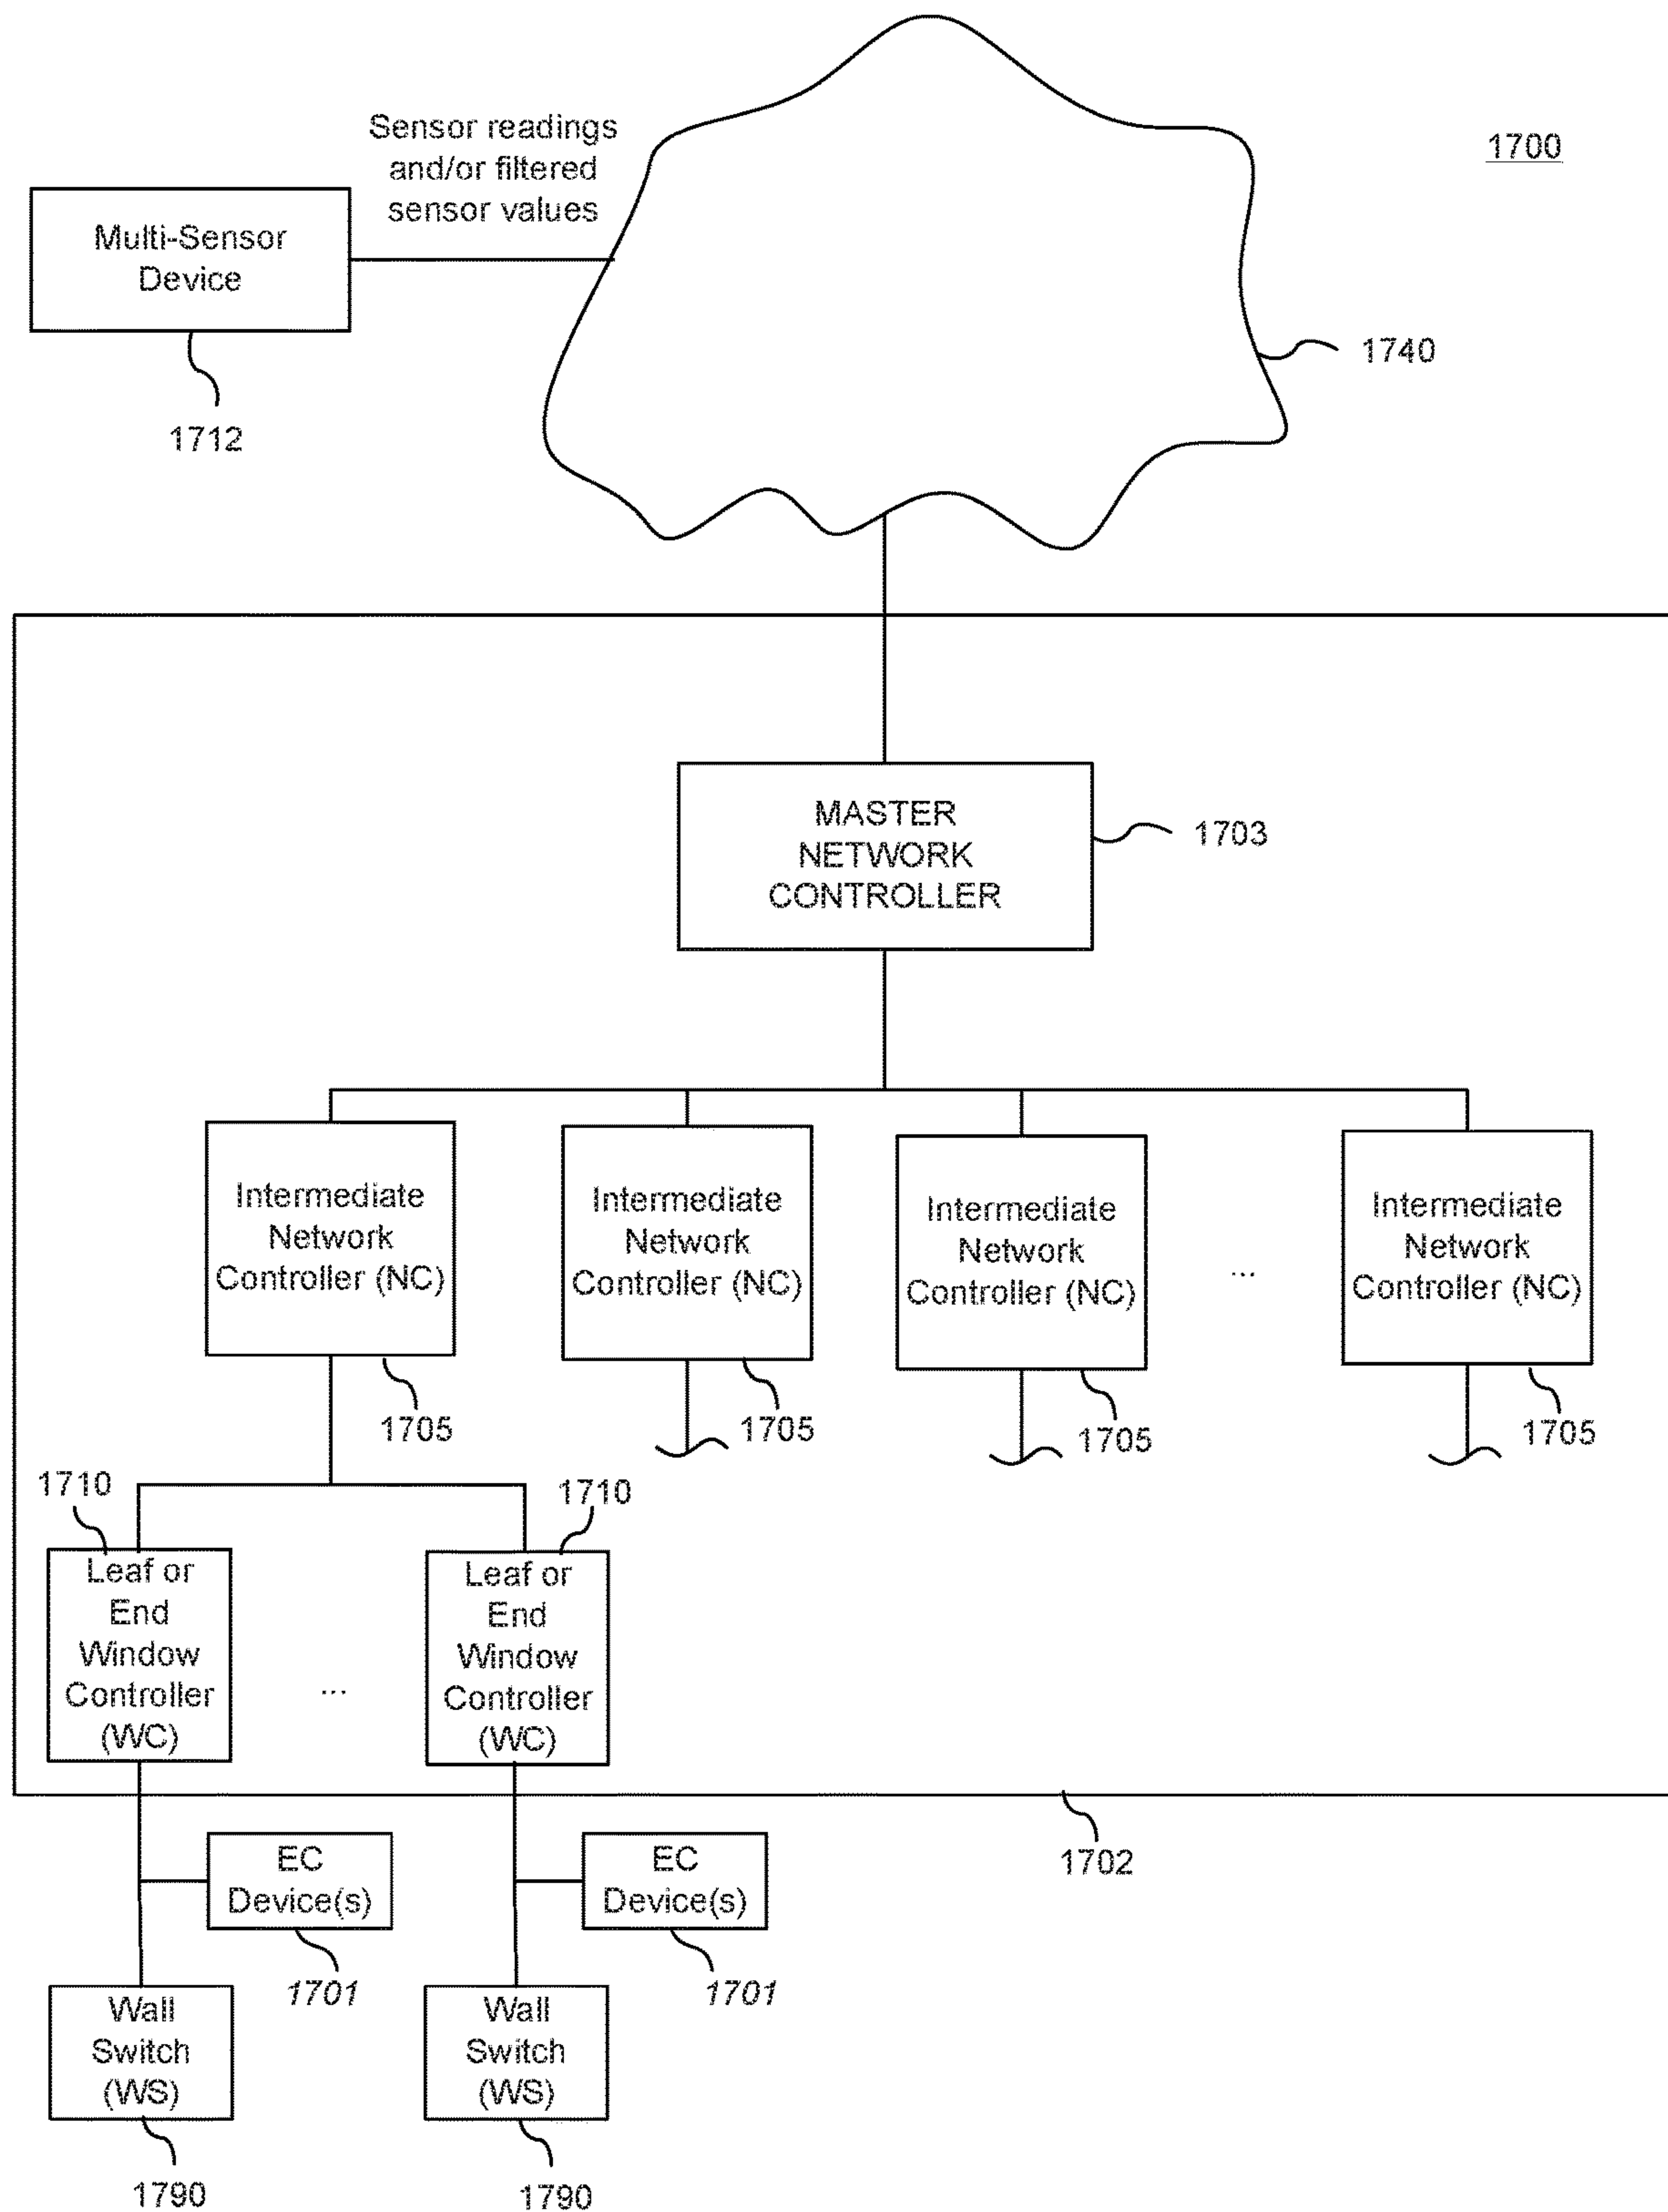 Sensor readings
and/or filtered
sensor values
1700
Multi-Sensor
Device
1740
1712
MASTER
NETWORK
CONTROLLER
1703
Intermediate
Network
Controller (NC)
1705
Intermediate
Network
Controller (NC)
1705
Intermediate
Network
Controller (NC)
1705
...
Intermediate
Network
Controller (NC)
1705
1710
Leaf or
End
Window
Controller
(WC)
...
1710
Leaf or
End
Window
Controller
(WC)
1702
EC
Device(s)
1701
EC
Device(s)
1701
Wall
Switch
(WS)
1790
Wall
Switch
(WS)
1790